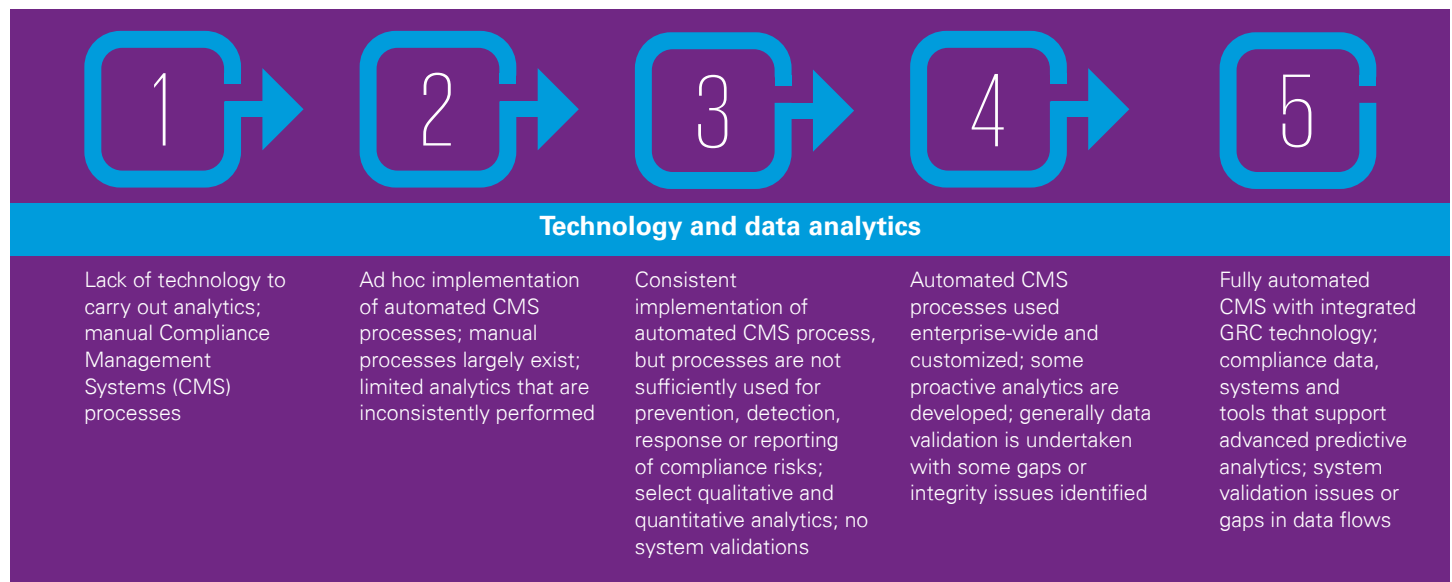 1
2
3
4
5
Technology and data analytics
Lack of technology to
carry out analytics;
manual Compliance
Management
Systems (CMS)
processes
Ad hoc implementation
of automated CMS
processes; manual
processes largely exist;
limited analytics that are
inconsistently performed
Consistent
implementation of
automated CMS process,
but processes are not
sufficiently used for
prevention, detection,
response or reporting
of compliance risks;
select qualitative and
quantitative analytics; no
system validations
Automated CMS
processes used
enterprise-wide and
customized; some
proactive analytics are
developed; generally data
validation is undertaken
with some gaps or
integrity issues identified
Fully automated
CMS with integrated
GRC technology;
compliance data,
systems and
tools that support
advanced predictive
analytics; system
validation issues or
gaps in data flows